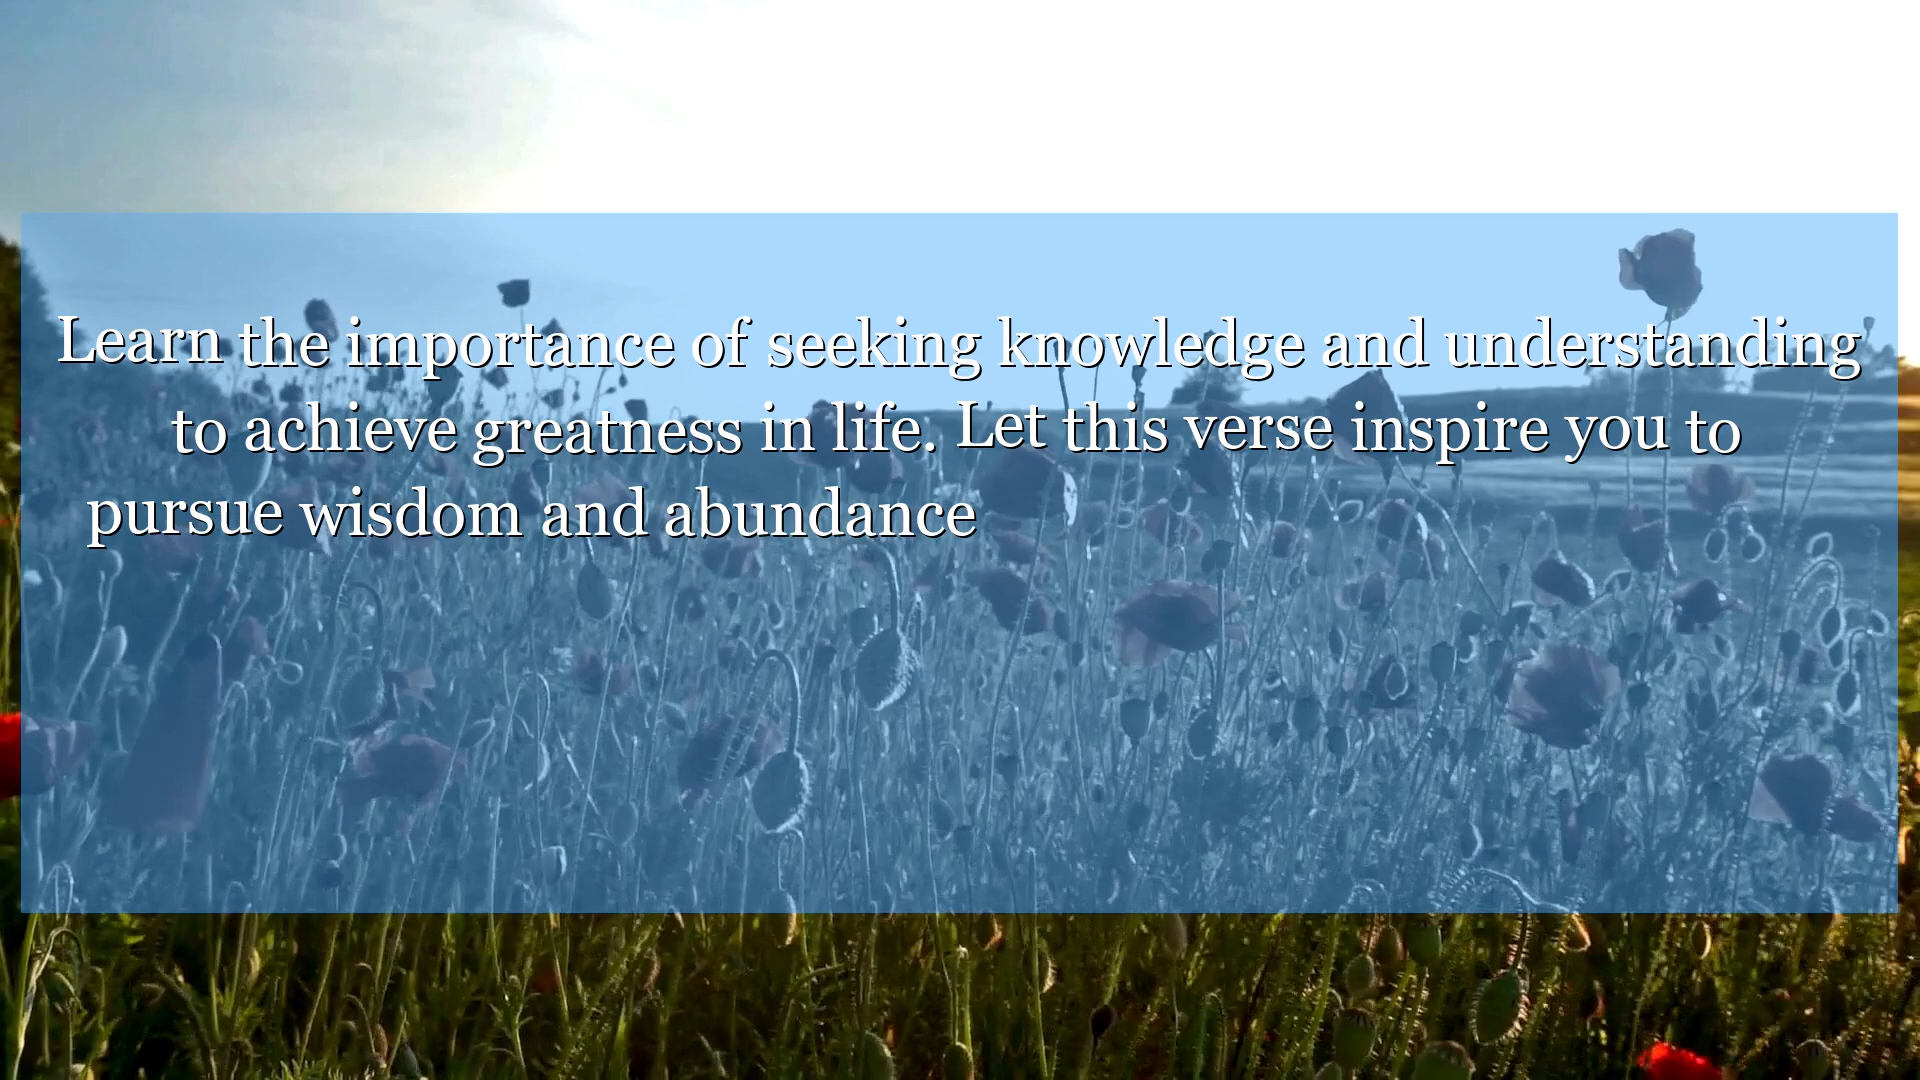 Learn the importance of seeking knowledge and understanding
to achieve greatness in life. Let this verse inspire you to
pursue wisdom and abundance